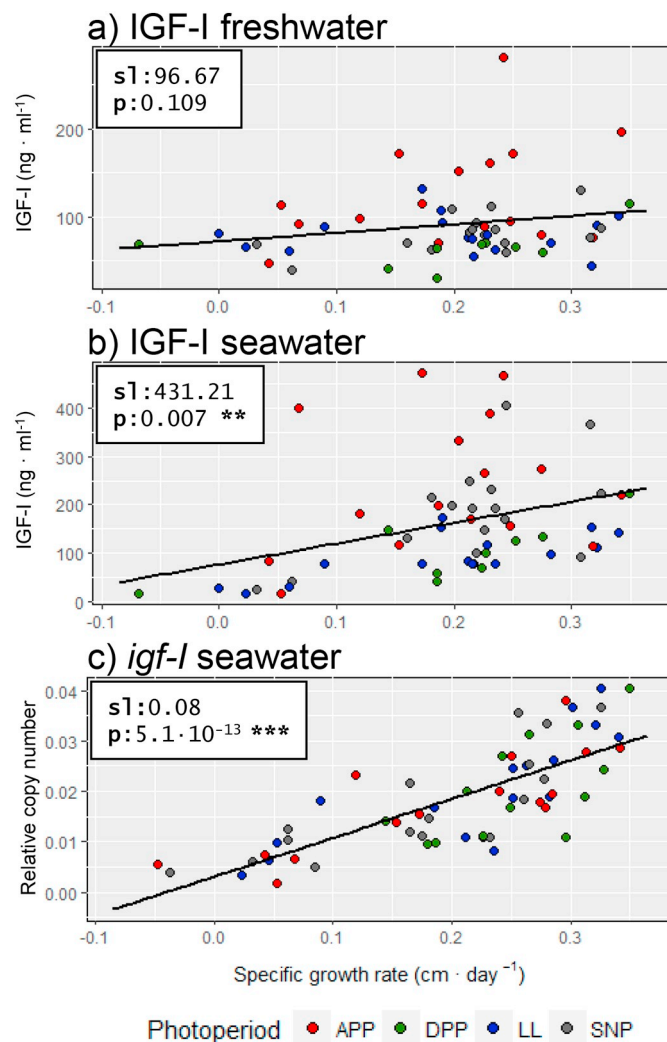 a) IGF-I freshwater
sl:96.67
p:0.109
IGF-I (ng · ml⁻¹)
200
100
0
-0.1 0.0 0.1 0.2 0.3
b) IGF-I seawater
sl:431.21
p:0.007 **
IGF-I (ng · ml⁻¹)
400
300
200
100
0
-0.1 0.0 0.1 0.2 0.3
c) igf-I seawater
sl:0.08
p:5.1·10⁻¹³ ***
Relative copy number
0.04
0.03
0.02
0.01
0.00
-0.1 0.0 0.1 0.2 0.3
Specific growth rate (cm · day ⁻¹)
Photoperiod APP DPP LL SNP